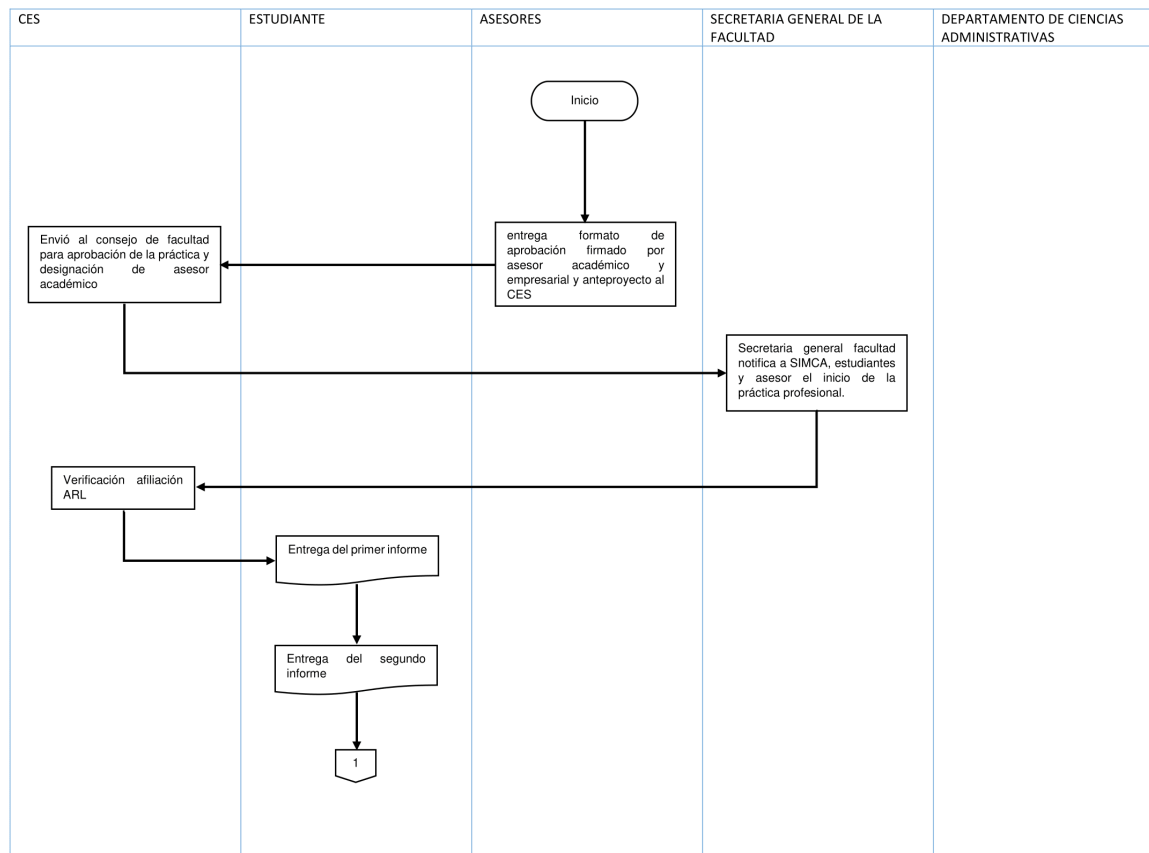 CES
ESTUDIANTE
ASESORES
SECRETARIA GENERAL DE LA
FACULTAD
DEPARTAMENTO DE CIENCIAS
ADMINISTRATIVAS
Inicio
entrega formato de
aprobación firmado por
asesor académico y
empresarial y anteproyecto al
CES
Envió al consejo de facultad
para aprobación de la práctica y
designación de asesor
académico
Secretaria general facultad
notifica a SIMCA, estudiantes
y asesor el inicio de la
práctica profesional.
Verificación afiliación
ARL
Entrega del primer informe
Entrega del segundo
informe
1